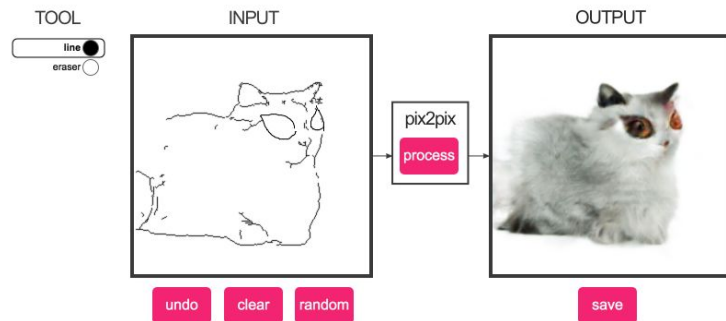 TOOL
INPUT
OUTPUT
line
eraser
pix2pix
process
undo
clear
random
save